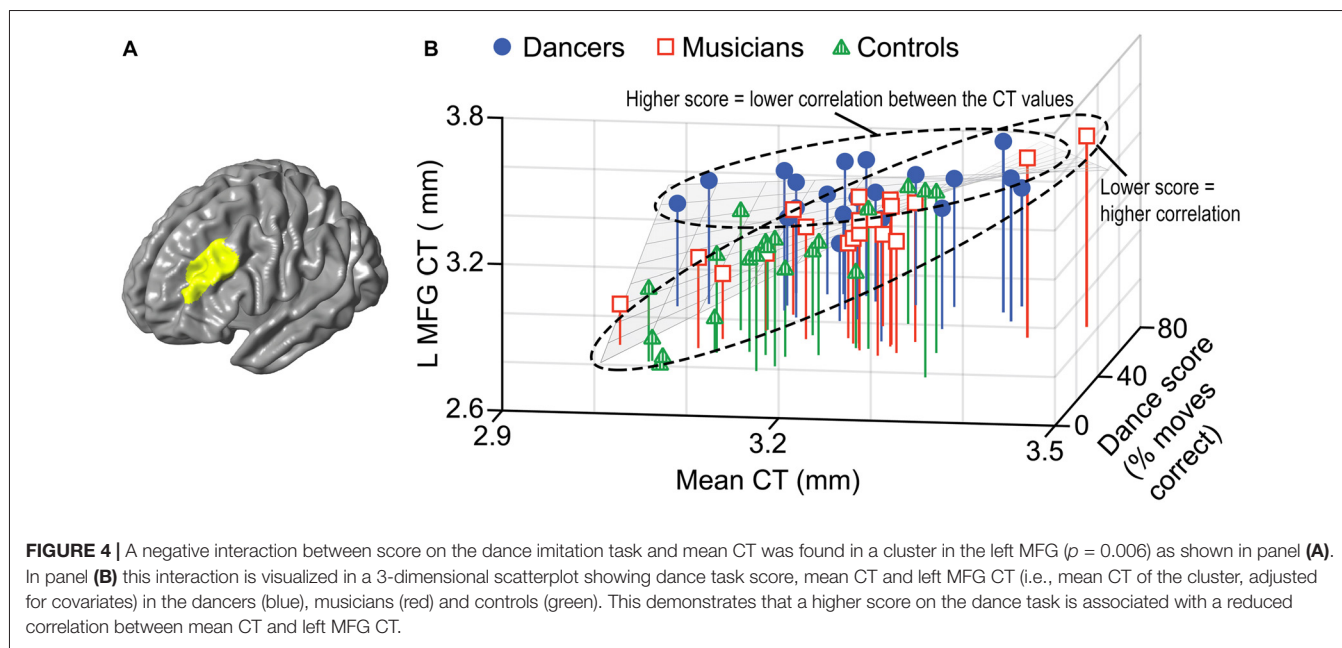 A
B
Dancers Musicians Controls
Higher score = lower correlation between the CT values
Lower score =
higher correlation
3.8
3.2
2.6
L MFG CT ( mm)
2.9
3.2
3.5
Mean CT (mm)
80
40
0
Dance score
(% moves
correct)
FIGURE 4 | A negative interaction between score on the dance imitation task and mean CT was found in a cluster in the left MFG (p = 0.006) as shown in panel (A).
In panel (B) this interaction is visualized in a 3-dimensional scatterplot showing dance task score, mean CT and left MFG CT (i.e., mean CT of the cluster, adjusted
for covariates) in the dancers (blue), musicians (red) and controls (green). This demonstrates that a higher score on the dance task is associated with a reduced
correlation between mean CT and left MFG CT.